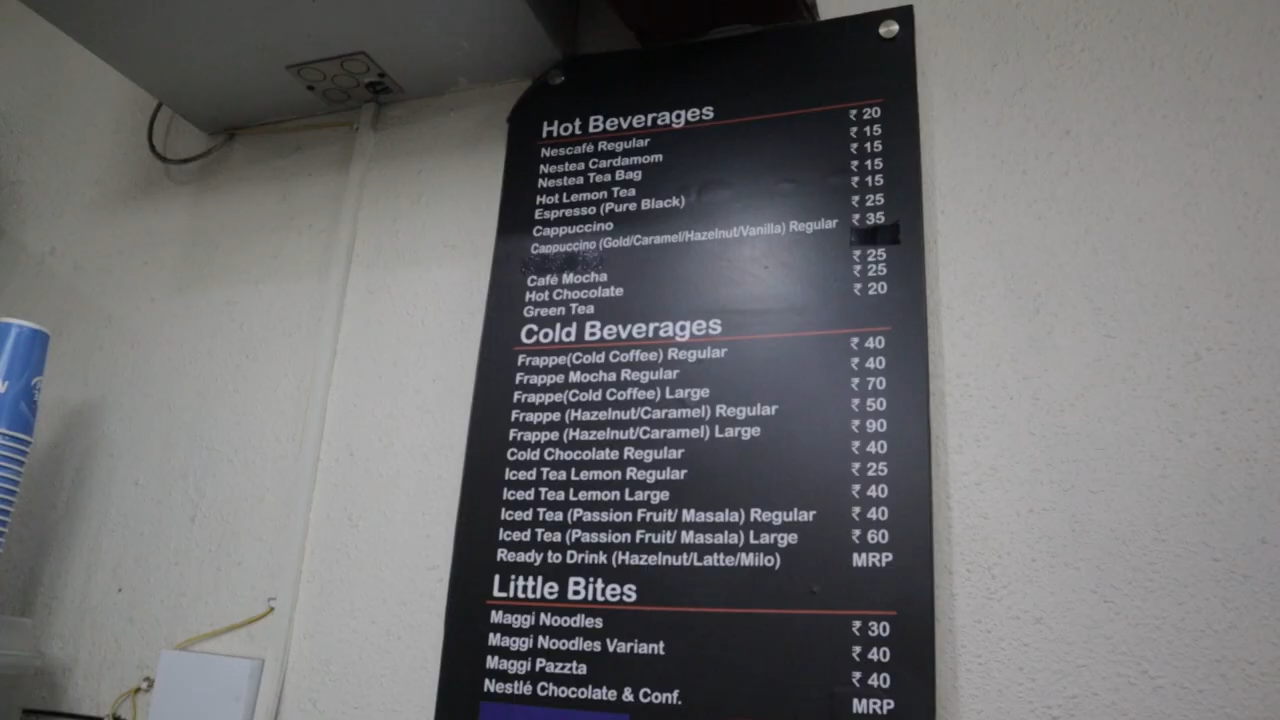 Hot Beverages
Nescafé Regular ₹ 20
Nestea Cardamom ₹ 15
Nestea Tea Bag ₹ 15
Hot Lemon Tea ₹ 15
Espresso (Pure Black) ₹ 15
Cappuccino ₹ 25
Cappuccino (Gold/Caramel/Hazelnut/Vanilla) Regular ₹ 35
Café Mocha ₹ 25
Hot Chocolate ₹ 25
Green Tea ₹ 20
Cold Beverages
Frappe(Cold Coffee) Regular ₹ 40
Frappe Mocha Regular ₹ 40
Frappe(Cold Coffee) Large ₹ 70
Frappe (Hazelnut/Caramel) Regular ₹ 50
Frappe (Hazelnut/Caramel) Large ₹ 90
Cold Chocolate Regular ₹ 40
Iced Tea Lemon Regular ₹ 25
Iced Tea Lemon Large ₹ 40
Iced Tea (Passion Fruit/ Masala) Regular ₹ 40
Iced Tea (Passion Fruit/ Masala) Large ₹ 60
Ready to Drink (Hazelnut/Latte/Milo) MRP
Little Bites
Maggi Noodles ₹ 30
Maggi Noodles Variant ₹ 40
Maggi Pazzta ₹ 40
Nestlé Chocolate & Conf. MRP